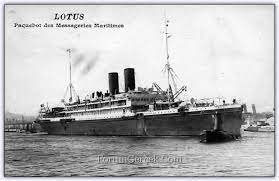 LOTUS
Paquebot des Messageries Maritimes
ForumGercek.Com